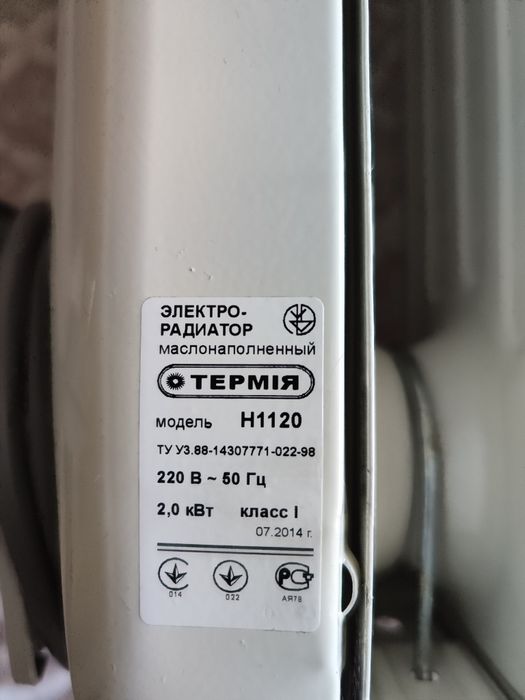 ЭЛЕКТРО-
РАДИАТОР
маслонаполненный
ТЕРМІЯ
модель Н1120
ТУ У3.88-14307771-022-98
220 В ~ 50 Гц
2,0 кВт класс I
07.2014 г.
014 022 АЯ78